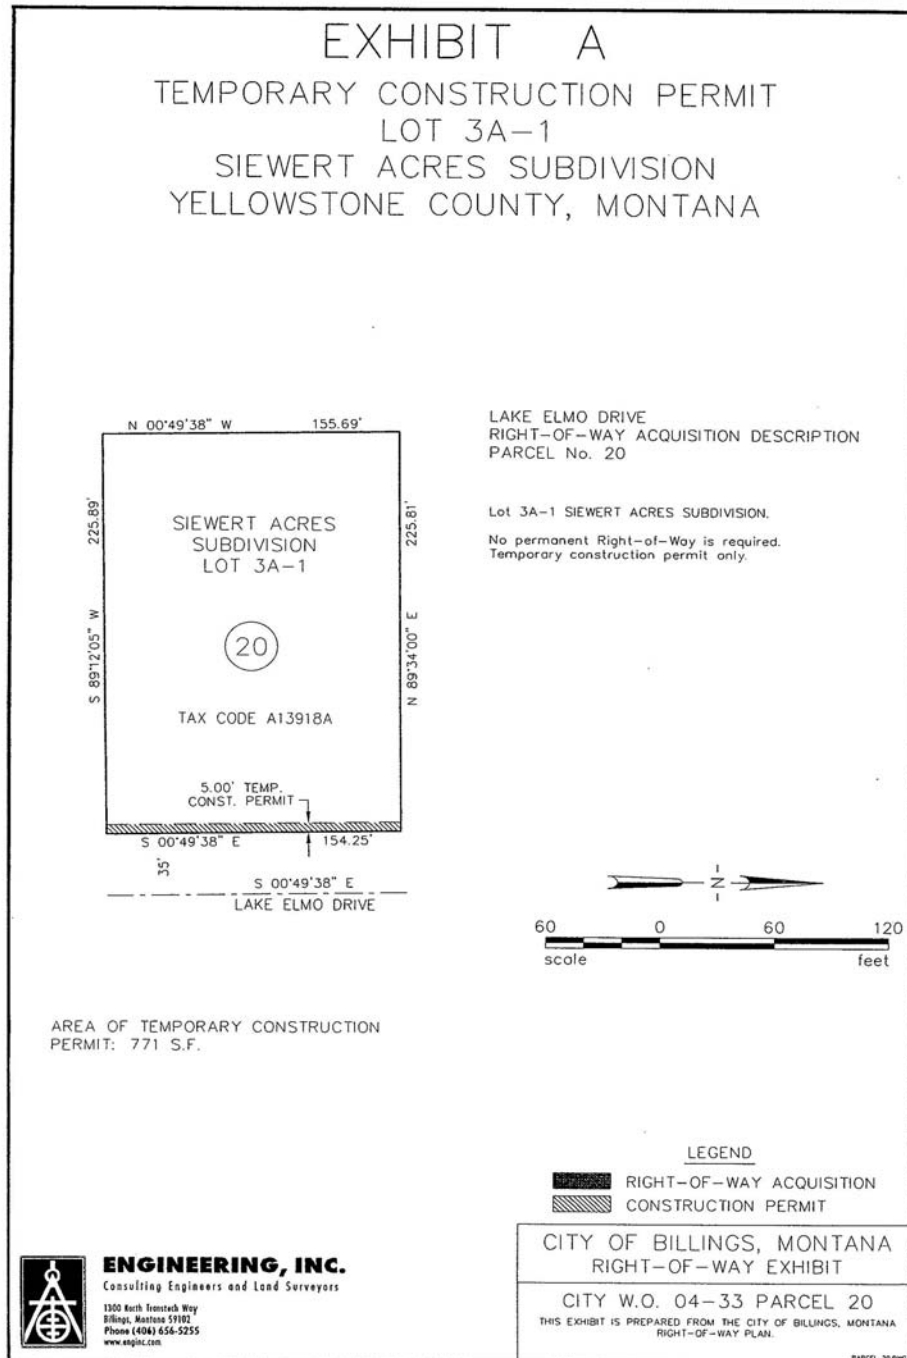 EXHIBIT A
TEMPORARY CONSTRUCTION PERMIT
LOT 3A-1
SIEWERT ACRES SUBDIVISION
YELLOWSTONE COUNTY, MONTANA
N 00°49'38" W 155.69'
225.89'
S 89°12'05" W
225.81'
N 89°34'00" E
SIEWERT ACRES
SUBDIVISION
LOT 3A-1
20
TAX CODE A13918A
5.00' TEMP.
CONST. PERMIT
S 00°49'38" E 154.25'
35'
S 00°49'38" E
LAKE ELMO DRIVE
LAKE ELMO DRIVE
RIGHT-OF-WAY ACQUISITION DESCRIPTION
PARCEL No. 20
Lot 3A-1 SIEWERT ACRES SUBDIVISION.
No permanent Right-of-Way is required.
Temporary construction permit only.
N
60 0 60 120
scale feet
AREA OF TEMPORARY CONSTRUCTION
PERMIT: 771 S.F.
LEGEND
RIGHT-OF-WAY ACQUISITION
CONSTRUCTION PERMIT
CITY OF BILLINGS, MONTANA
RIGHT-OF-WAY EXHIBIT
CITY W.O. 04-33 PARCEL 20
THIS EXHIBIT IS PREPARED FROM THE CITY OF BILLINGS, MONTANA
RIGHT-OF-WAY PLAN.
ENGINEERING, INC.
Consulting Engineers and Land Surveyors
1300 North Transtech Way
Billings, Montana 59102
Phone (406) 656-5255
www.enginc.com